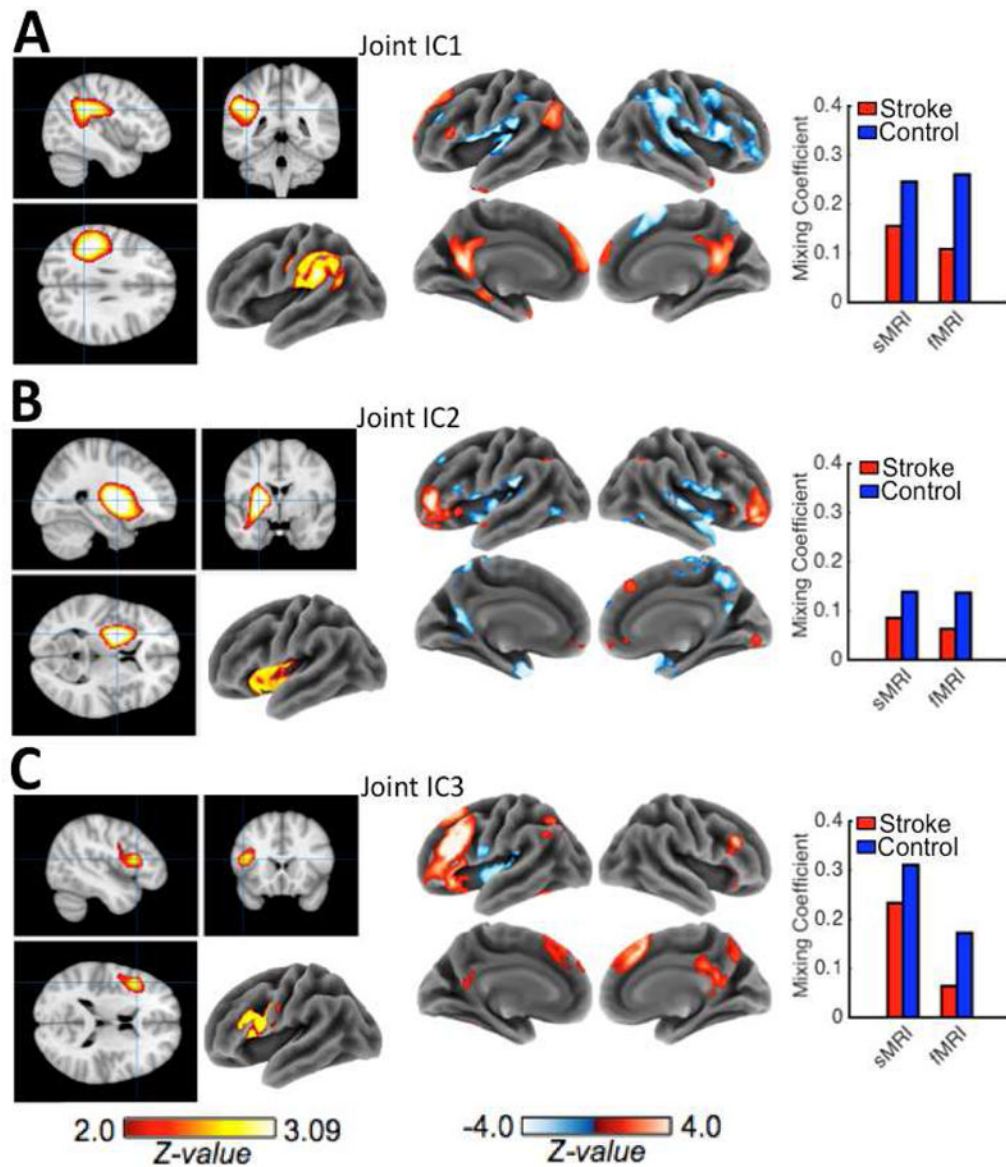 A
Joint IC1
Mixing Coefficient
0.4
0.3
0.2
0.1
0
Stroke
Control
sMRI
fMRI
B
Joint IC2
Mixing Coefficient
0.4
0.3
0.2
0.1
0
Stroke
Control
sMRI
fMRI
C
Joint IC3
Mixing Coefficient
0.4
0.3
0.2
0.1
0
Stroke
Control
sMRI
fMRI
2.0 3.09
Z-value
-4.0 4.0
Z-value